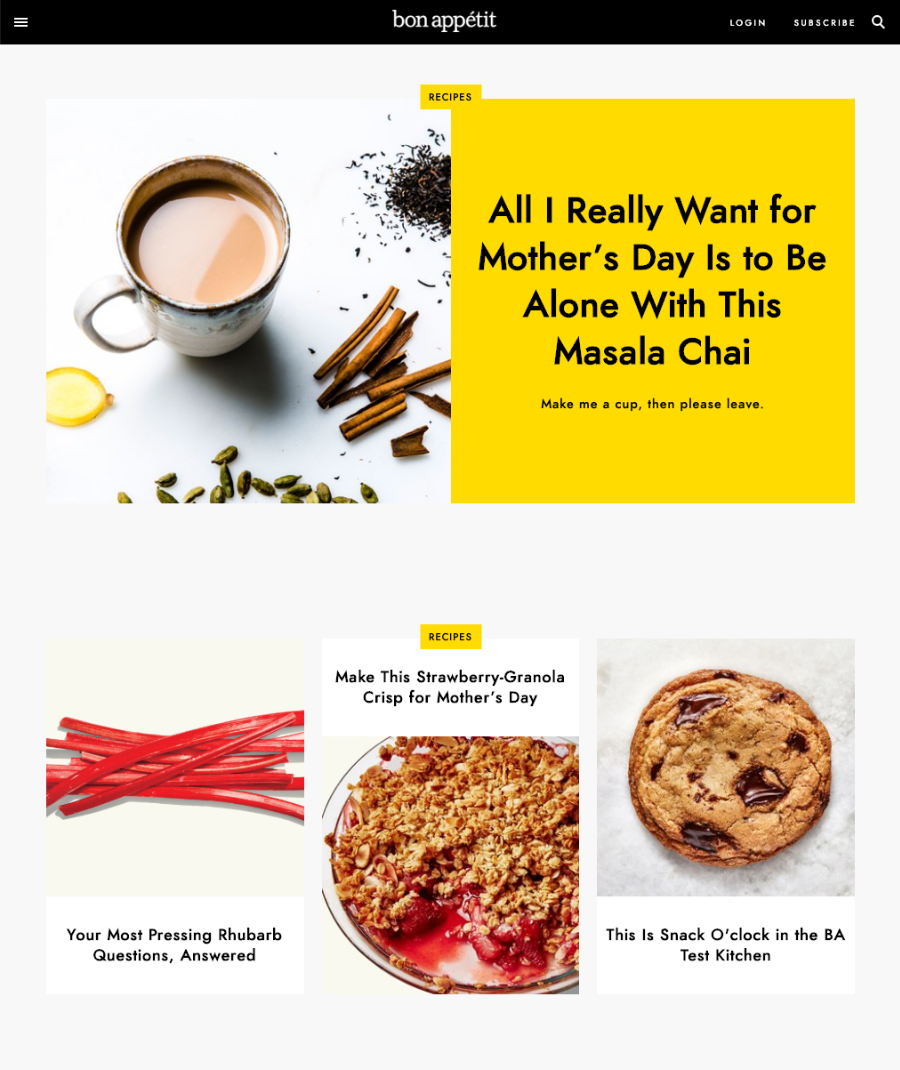 bon appétit
LOGIN
SUBSCRIBE
RECIPES
All I Really Want for
Mother’s Day Is to Be
Alone With This
Masala Chai
Make me a cup, then please leave.
RECIPES
Make This Strawberry-Granola
Crisp for Mother’s Day
Your Most Pressing Rhubarb
Questions, Answered
This Is Snack O'clock in the BA
Test Kitchen